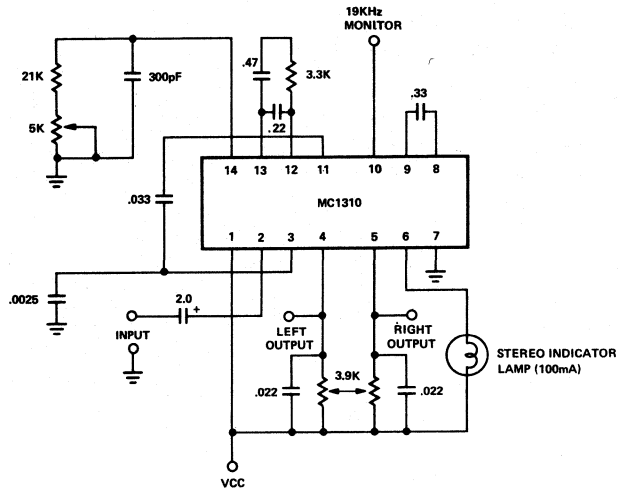 19KHz
MONITOR
21K
300pF
.47
3.3K
.33
5K
.22
14 13 12 11 10 9 8
MC1310
.033
1 2 3 4 5 6 7
.0025
2.0
+
INPUT
LEFT
OUTPUT
RIGHT
OUTPUT
STEREO INDICATOR
LAMP (100mA)
3.9K
.022
.022
VCC